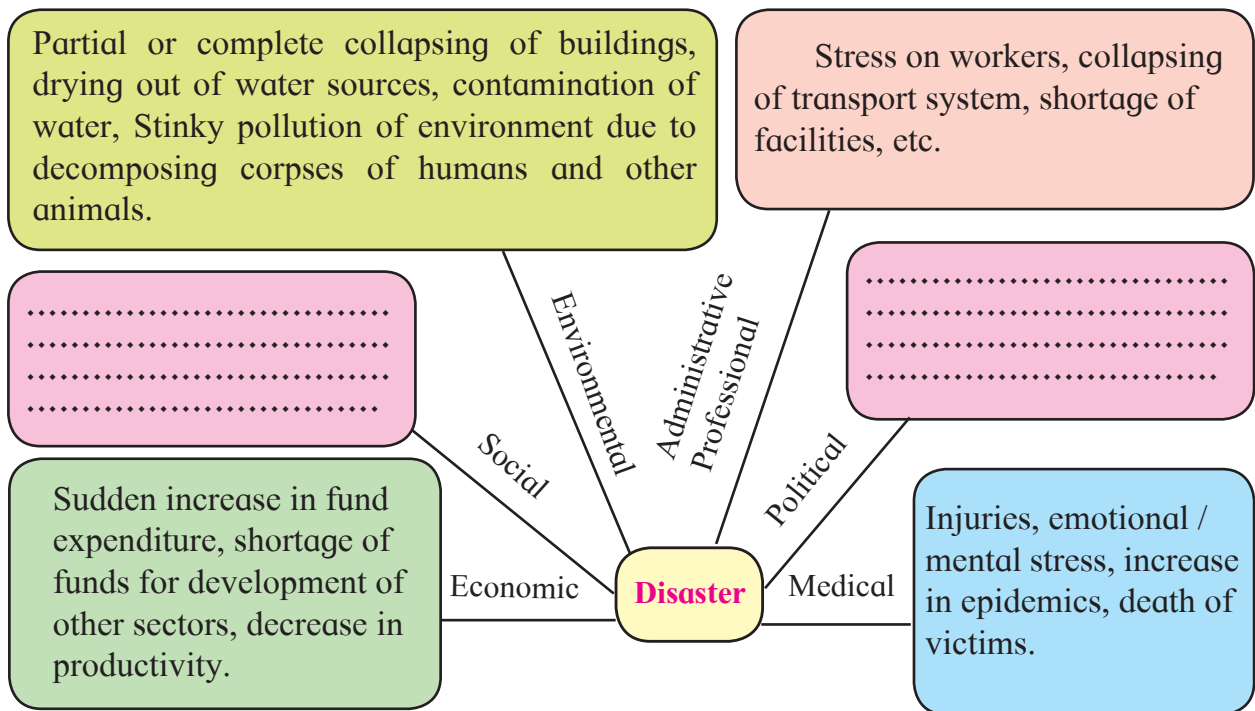 Partial or complete collapsing of buildings,
drying out of water sources, contamination of
water, Stinky pollution of environment due to
decomposing corpses of humans and other
animals.
Stress on workers, collapsing
of transport system, shortage of
facilities, etc.
Environmental
Administrative
Professional
Social
Political
Sudden increase in fund
expenditure, shortage of
funds for development of
other sectors, decrease in
productivity.
Economic
Disaster
Medical
Injuries, emotional /
mental stress, increase
in epidemics, death of
victims.